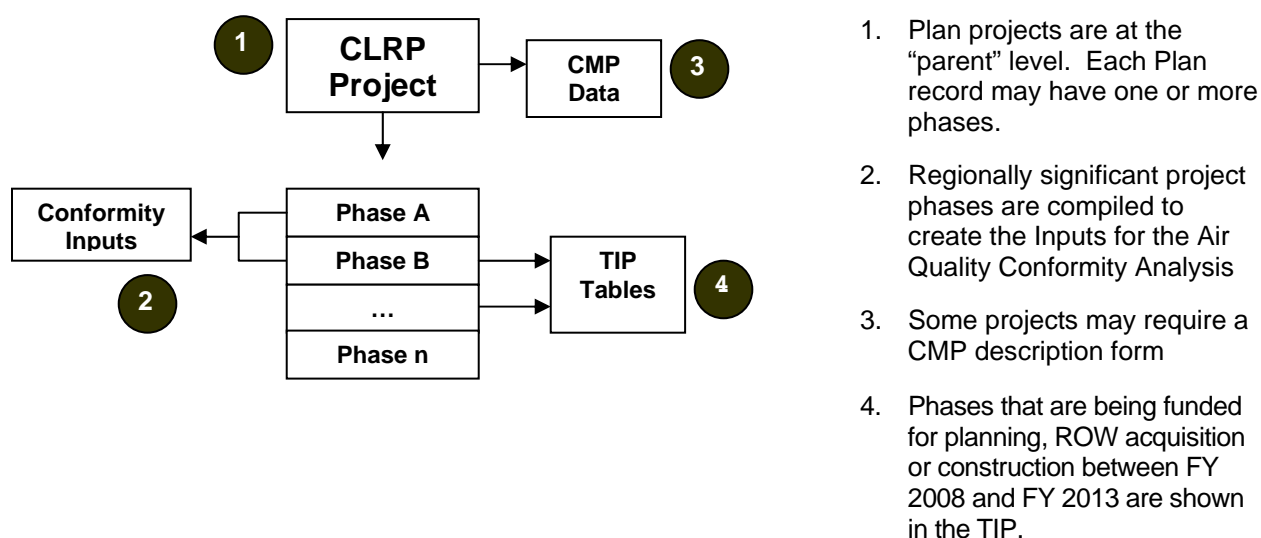 1
CLRP
Project
CMP
Data
3
Conformity
Inputs
2
Phase A
Phase B
...
Phase n
TIP
Tables
4
1. Plan projects are at the
“parent” level. Each Plan
record may have one or more
phases.
2. Regionally significant project
phases are compiled to
create the Inputs for the Air
Quality Conformity Analysis
3. Some projects may require a
CMP description form
4. Phases that are being funded
for planning, ROW acquisition
or construction between FY
2008 and FY 2013 are shown
in the TIP.